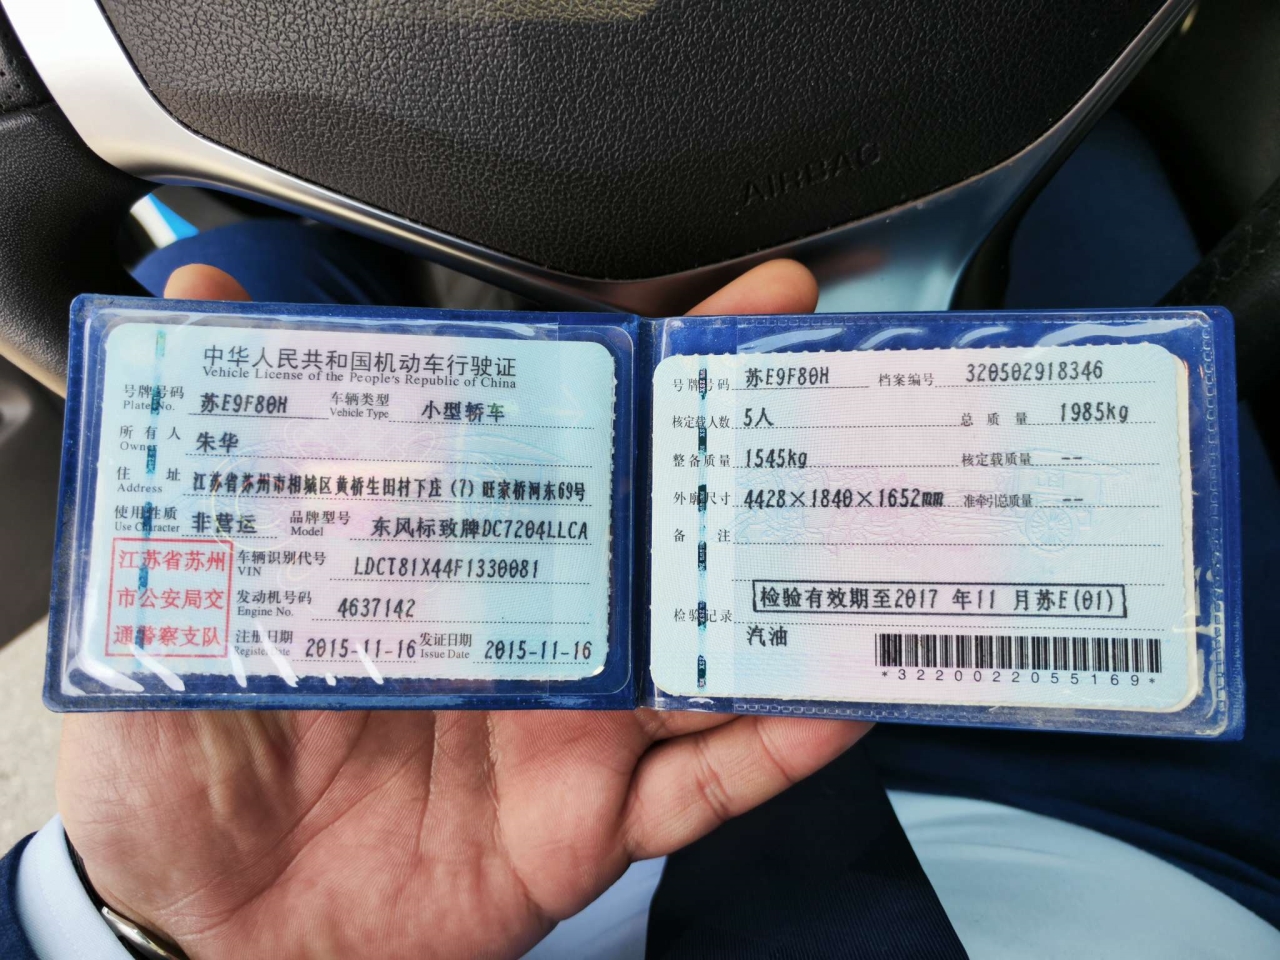 AIRBAG
中华人民共和国机动车行驶证
Vehicle License of the People's Republic of China
号牌号码 苏E9F80H 车辆类型 小型轿车
Plate No. Vehicle Type
所有人 朱华
Owner
住址 江苏省苏州市相城区黄桥生田村下庄(7)旺家桥河东69号
Address
使用性质 非营运 品牌型号 东风标致牌DC7204LLCA
Use Character Model
江苏省苏州
市公安局交
通警察支队
车辆识别代号 LDCT81X44F1330081
VIN
发动机号码 4637142
Engine No.
注册日期 2015-11-16 发证日期 2015-11-16
Register Date Issue Date
号牌号码 苏E9F80H 档案编号 320502918346
核定载人数 5人 总质量 1985kg
整备质量 1545kg 核定载质量 --
外廓尺寸 4428×1840×1652mm 准牵引总质量 --
备注
检验记录 检验有效期至2017年11月苏E(01)
汽油
*3220022055169*